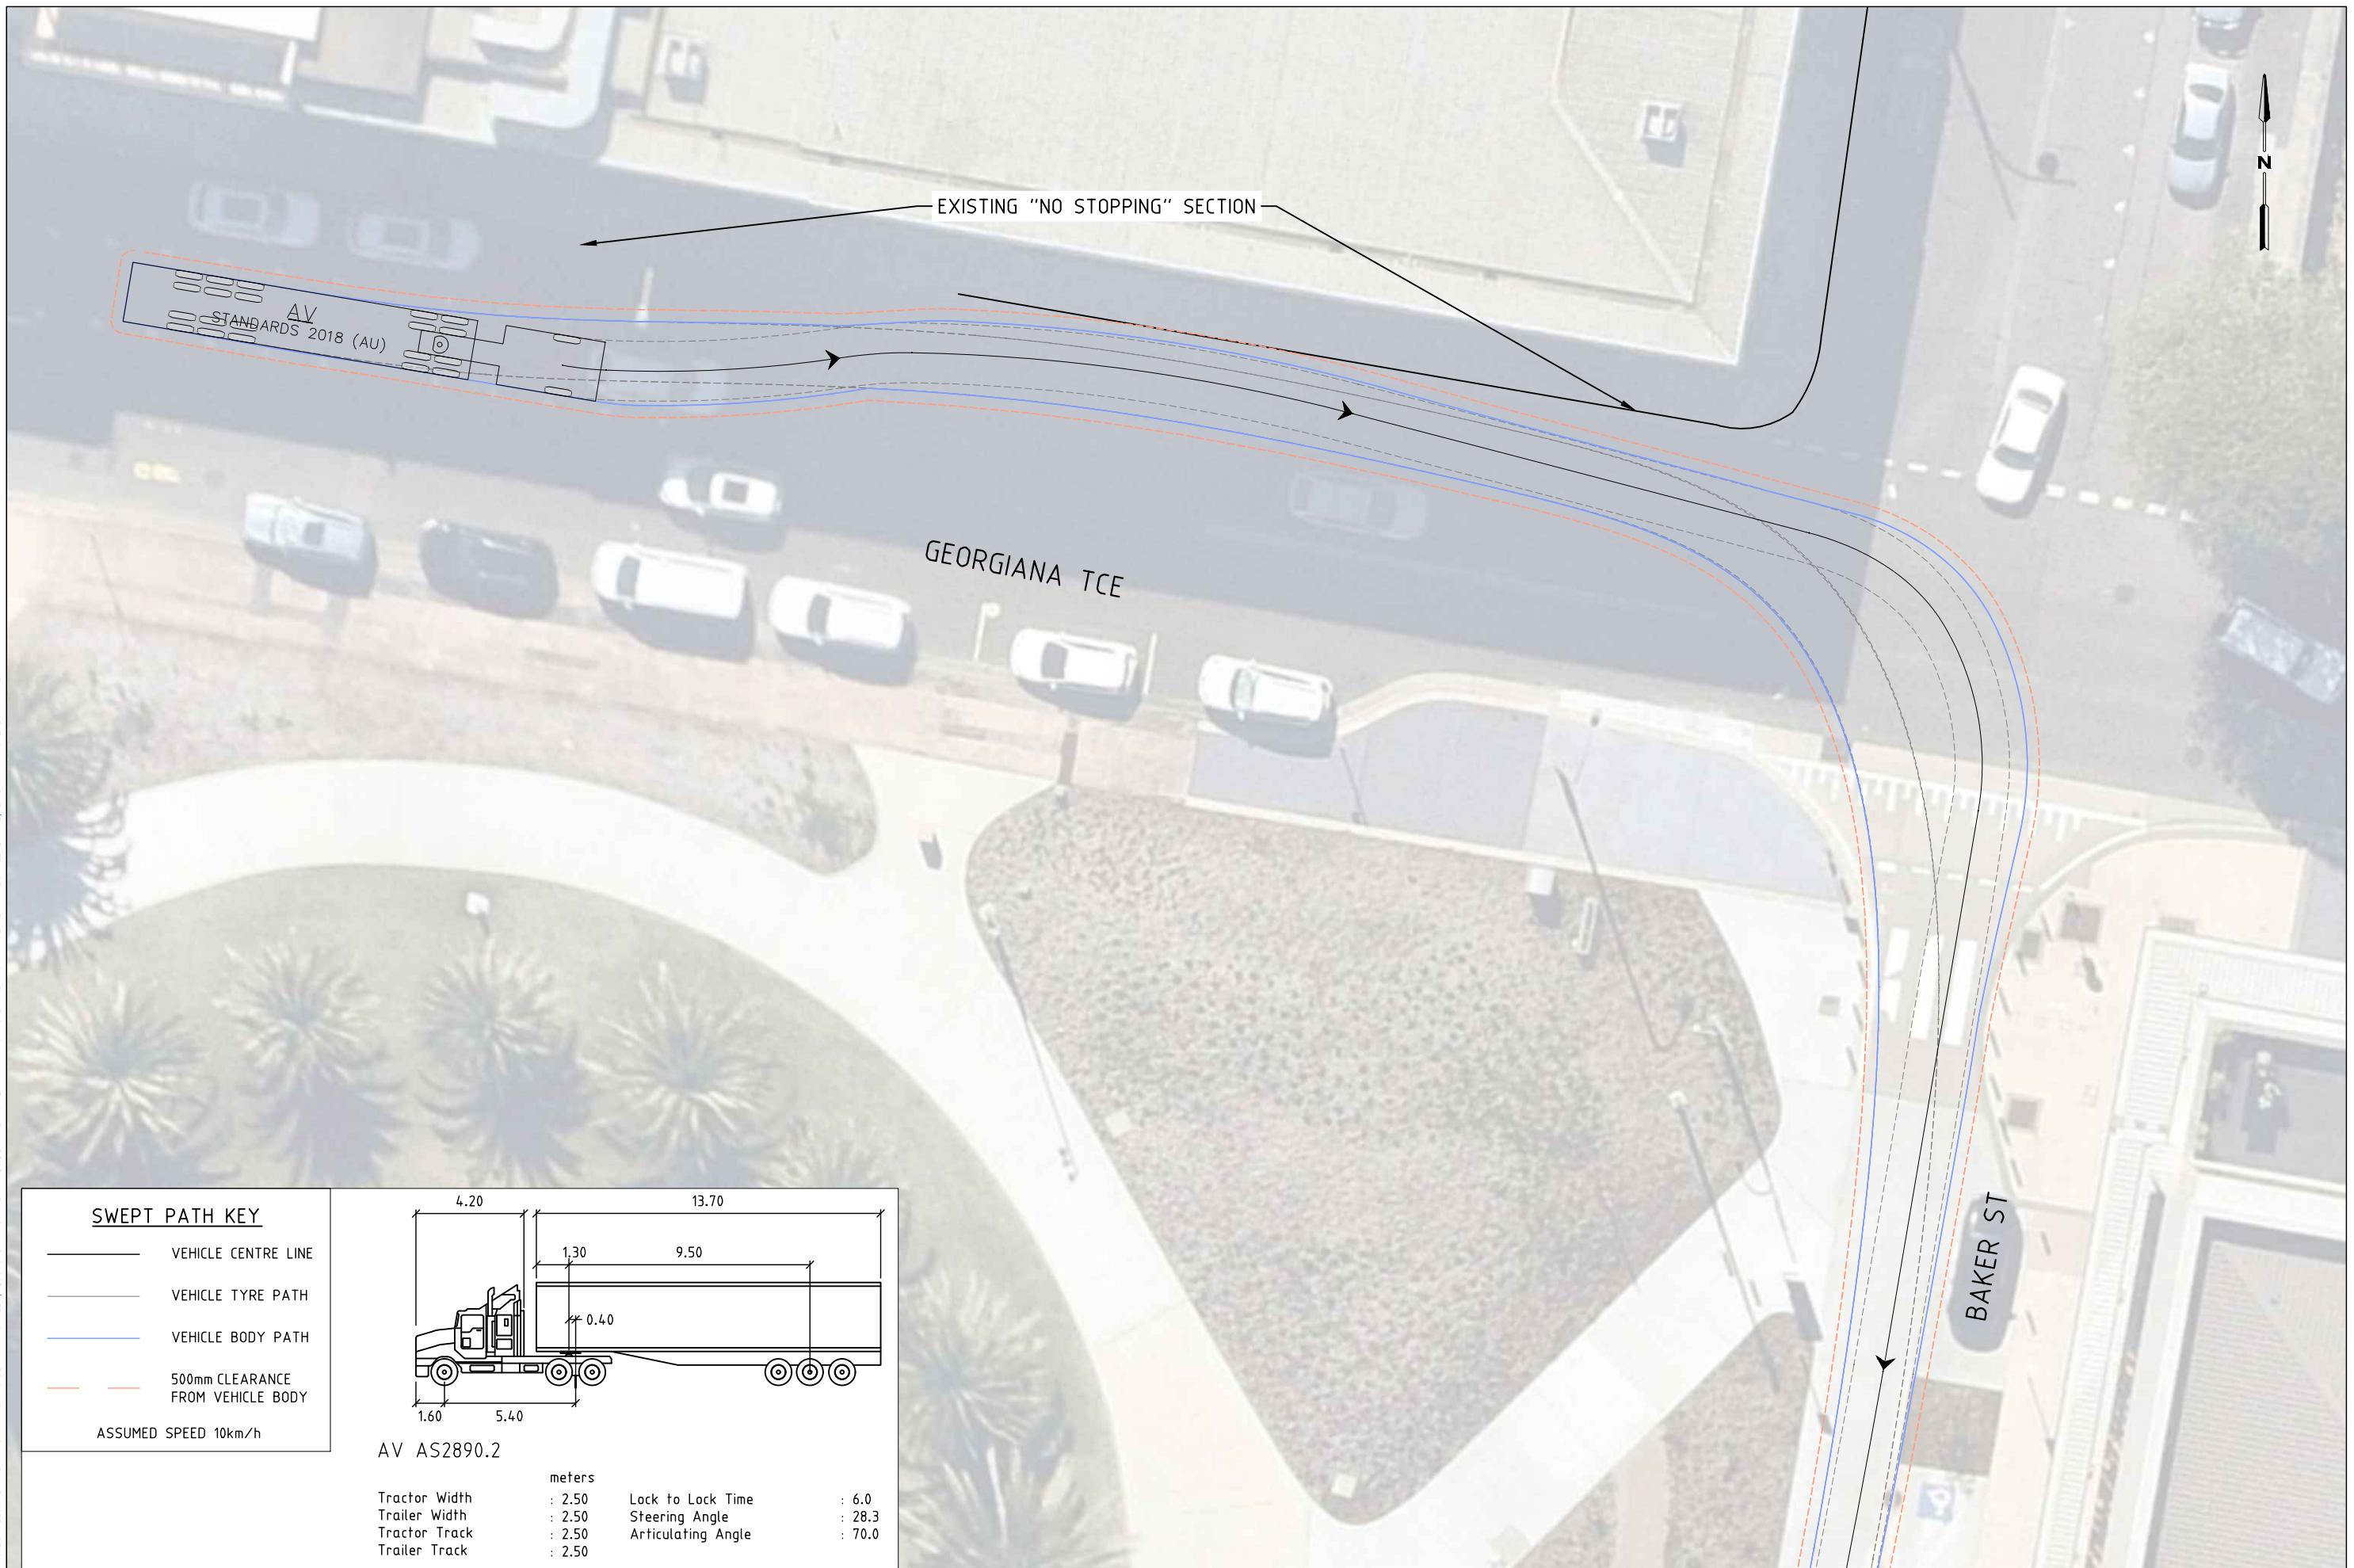 EXISTING "NO STOPPING" SECTION
N
AV
STANDARDS 2018 (AU)
GEORGIANA TCE
BAKER ST
SWEPT PATH KEY
VEHICLE CENTRE LINE
VEHICLE TYRE PATH
VEHICLE BODY PATH
500mm CLEARANCE
FROM VEHICLE BODY
ASSUMED SPEED 10km/h
4.20
13.70
1.30
9.50
0.40
1.60
5.40
AV AS2890.2
meters
Tractor Width : 2.50 Lock to Lock Time : 6.0
Trailer Width : 2.50 Steering Angle : 28.3
Tractor Track : 2.50 Articulating Angle : 70.0
Trailer Track : 2.50